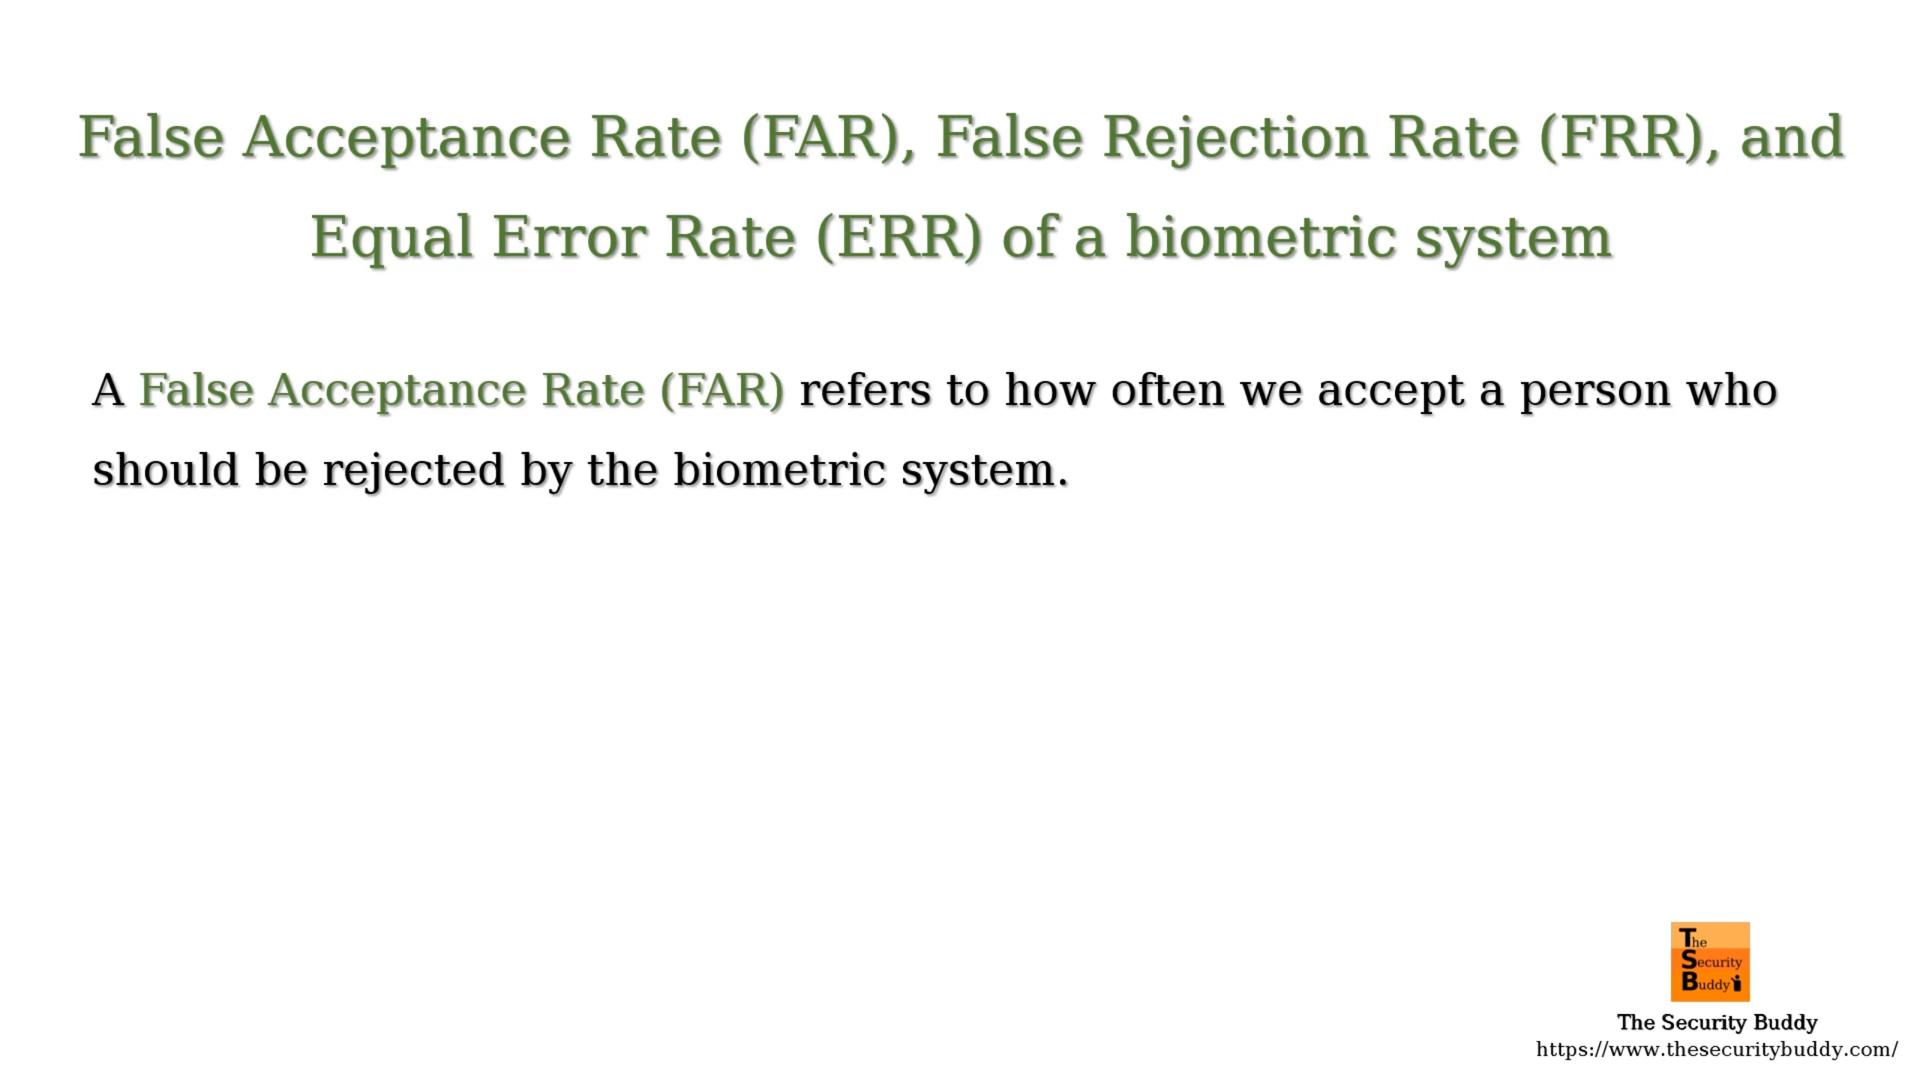 False Acceptance Rate (FAR), False Rejection Rate (FRR), and
Equal Error Rate (ERR) of a biometric system
A False Acceptance Rate (FAR) refers to how often we accept a person who
should be rejected by the biometric system.
The
Security
Buddy
The Security Buddy
https://www.thesecuritybuddy.com/